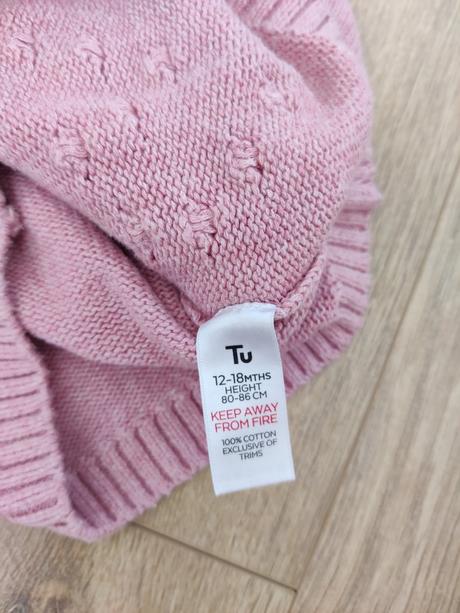 Tu
12-18MTHS
HEIGHT
80-86 CM
KEEP AWAY
FROM FIRE
100% COTTON
EXCLUSIVE OF
TRIMS